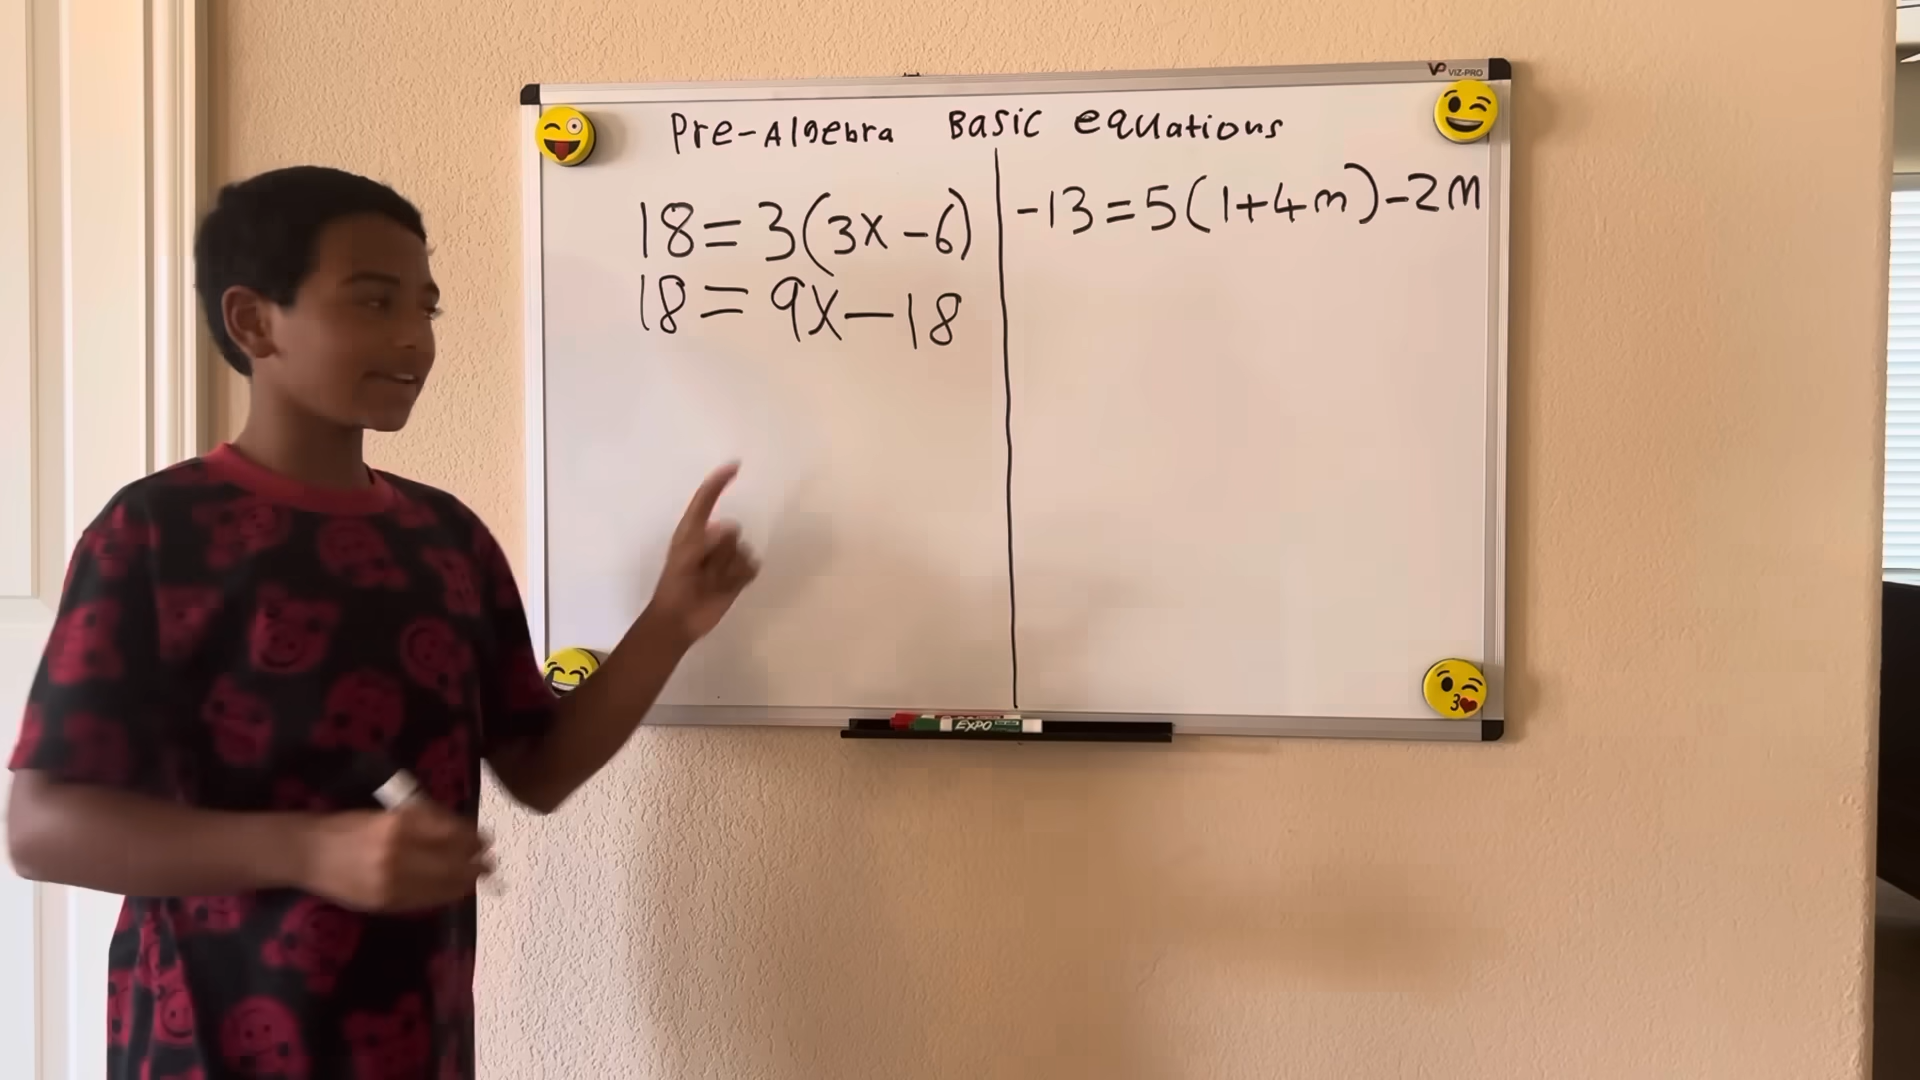 VIZ-PRO
Pre-Algebra Basic equations
18=3(3x-6)
18=9x-18
-13=5(1+4m)-2m
EXPO